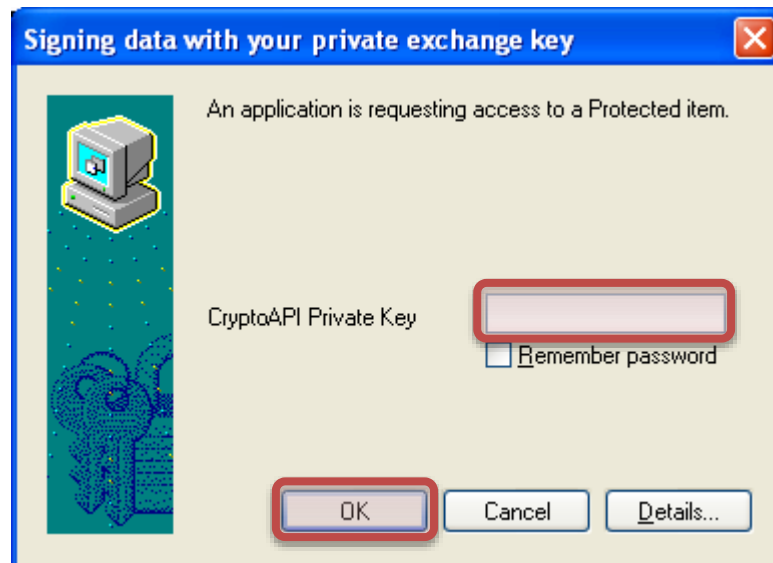 Signing data with your private exchange key
An application is requesting access to a Protected item.
CryptoAPI Private Key
Remember password
OK Cancel Details...